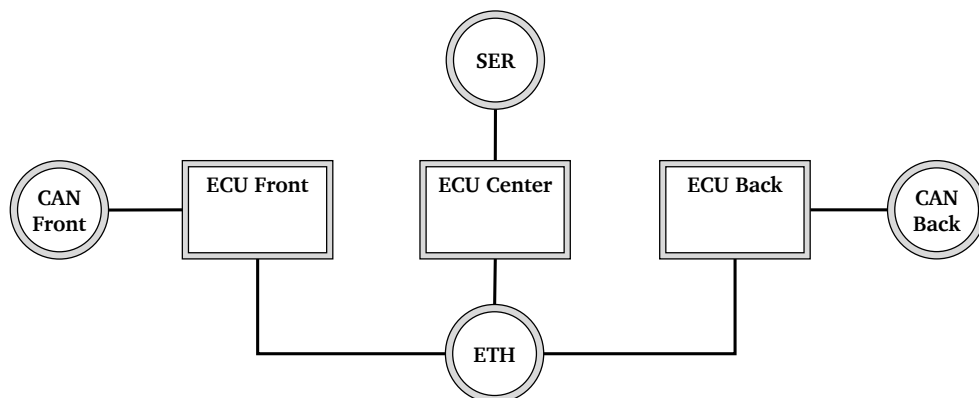 SER
CAN
Front
ECU Front
ECU Center
ECU Back
CAN
Back
ETH